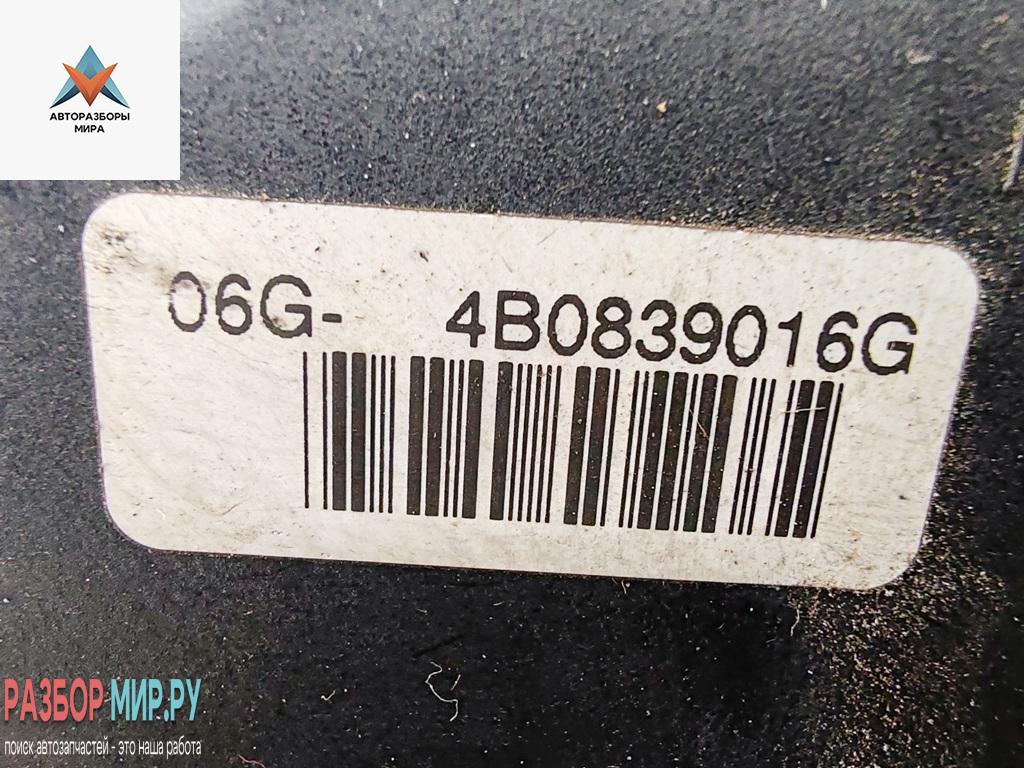 АВТОРАЗБОРЫ
МИРА
06G- 4B0839016G
РАЗБОР МИР.РУ
поиск автозапчастей - это наша работа